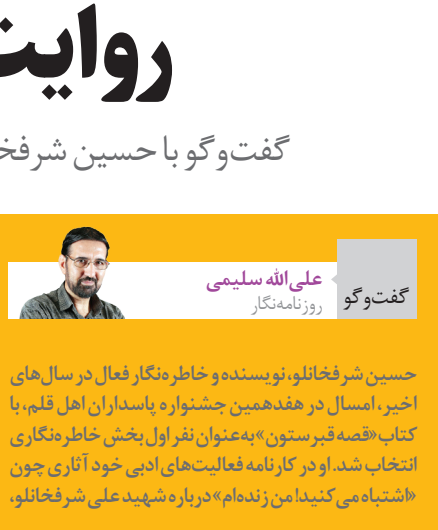 روایت
گفت‌وگو با حسین شرفخا
گفت‌وگو
علی‌الله سلیمی
روزنامه‌نگار
حسین شرفخانلو، نویسنده و خاطره‌نگار فعال در سال‌های
اخیر، امسال در هفدهمین جشنواره پاسداران اهل قلم، با
کتاب «قصه قبرستون» به‌عنوان نفر اول بخش خاطره‌نگاری
انتخاب شد. او در کارنامه فعالیت‌های ادبی خود آثاری چون
«اشتباه می‌کنید! من زنده‌ام» درباره شهید علی شرفخانلو،